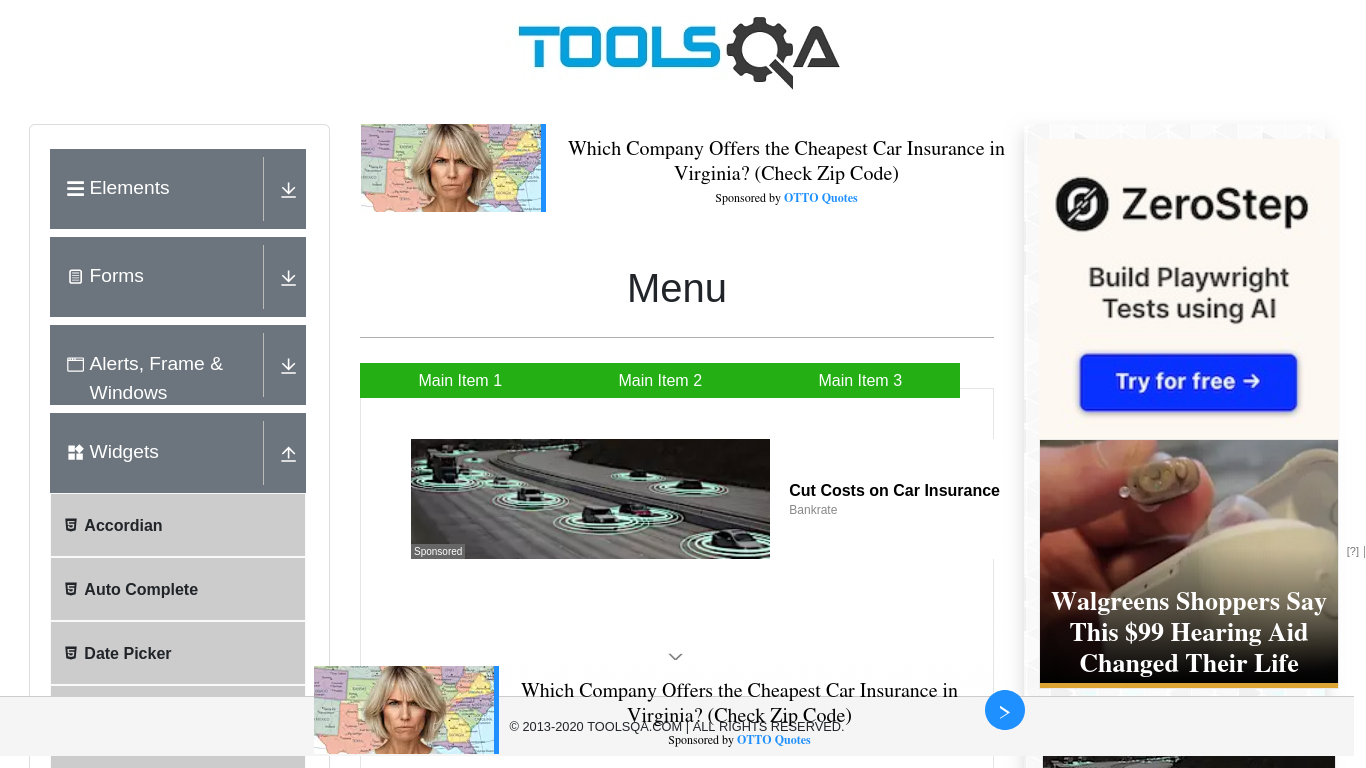 TOOLSQA
Elements
Forms
Alerts, Frame &
Windows
Widgets
Accordian
Auto Complete
Date Picker
Which Company Offers the Cheapest Car Insurance in
Virginia? (Check Zip Code)
Sponsored by OTTO Quotes
Menu
Main Item 1
Main Item 2
Main Item 3
Sponsored
Cut Costs on Car Insurance
Bankrate
ZeroStep
Build Playwright
Tests using AI
Try for free →
Walgreens Shoppers Say
This $99 Hearing Aid
Changed Their Life
[?]
Which Company Offers the Cheapest Car Insurance in
Virginia? (Check Zip Code)
© 2013-2020 TOOLSQA.COM | ALL RIGHTS RESERVED.
Sponsored by OTTO Quotes